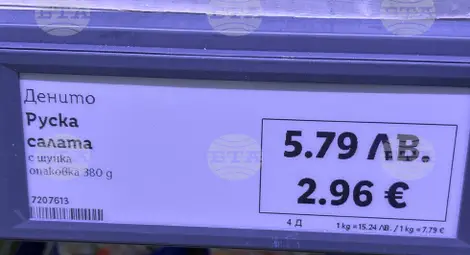 Денито
Руска
салата
с шунка
опаковка 380 g
7207613
5.79 ЛВ.
2.96 €
4 Д
1 kg = 15.24 ЛВ. / 1 kg = 7.79 €
БТА